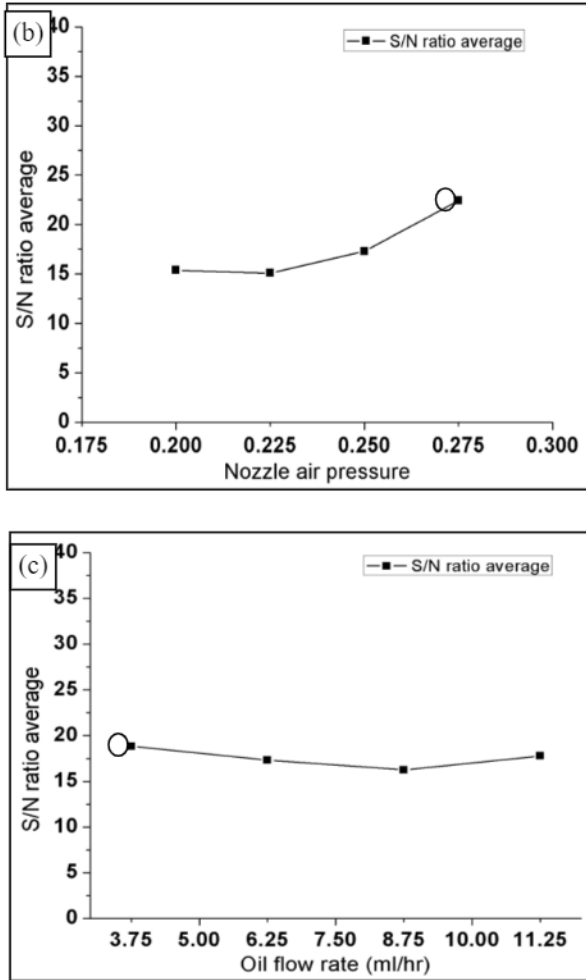 (b)
S/N ratio average
40
35
30
25
20
15
10
5
0
S/N ratio average
0.175 0.200 0.225 0.250 0.275 0.300
Nozzle air pressure
(c)
S/N ratio average
40
35
30
25
20
15
10
5
0
S/N ratio average
3.75 5.00 6.25 7.50 8.75 10.00 11.25
Oil flow rate (ml/hr)